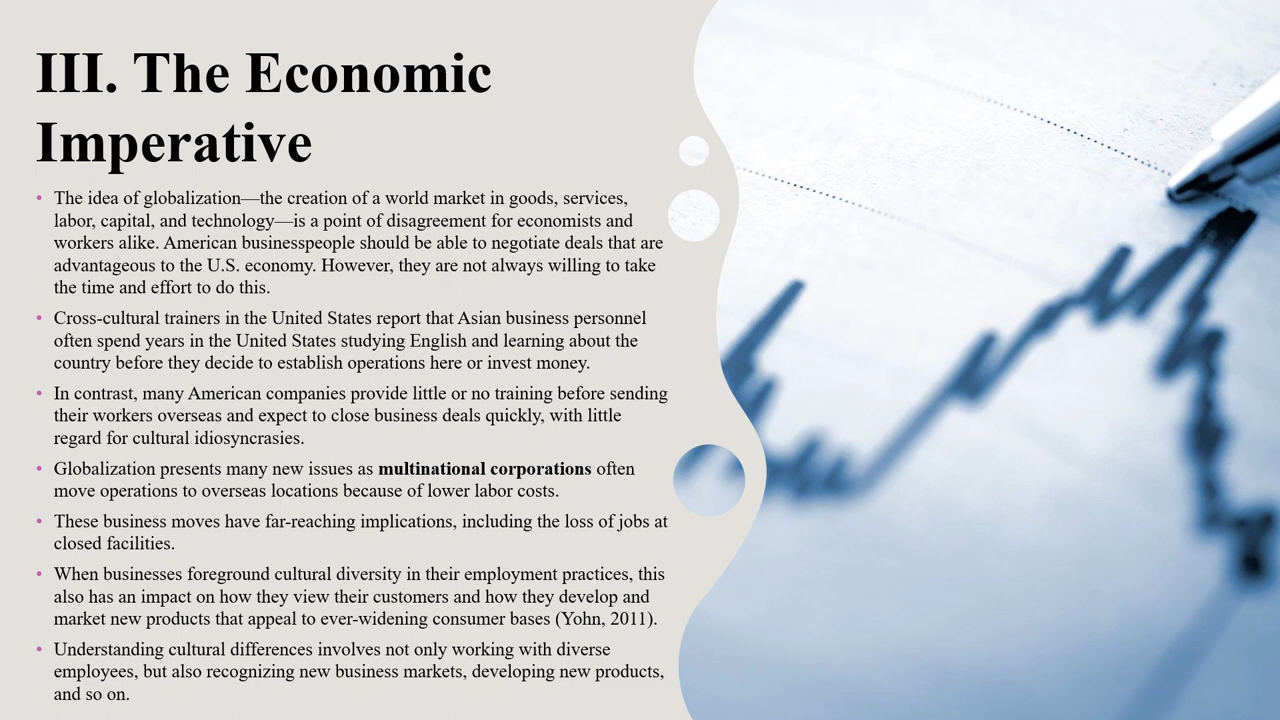 III. The Economic
Imperative
• The idea of globalization—the creation of a world market in goods, services,
labor, capital, and technology—is a point of disagreement for economists and
workers alike. American businesspeople should be able to negotiate deals that are
advantageous to the U.S. economy. However, they are not always willing to take
the time and effort to do this.
• Cross-cultural trainers in the United States report that Asian business personnel
often spend years in the United States studying English and learning about the
country before they decide to establish operations here or invest money.
• In contrast, many American companies provide little or no training before sending
their workers overseas and expect to close business deals quickly, with little
regard for cultural idiosyncrasies.
• Globalization presents many new issues as multinational corporations often
move operations to overseas locations because of lower labor costs.
• These business moves have far-reaching implications, including the loss of jobs at
closed facilities.
• When businesses foreground cultural diversity in their employment practices, this
also has an impact on how they view their customers and how they develop and
market new products that appeal to ever-widening consumer bases (Yohn, 2011).
• Understanding cultural differences involves not only working with diverse
employees, but also recognizing new business markets, developing new products,
and so on.